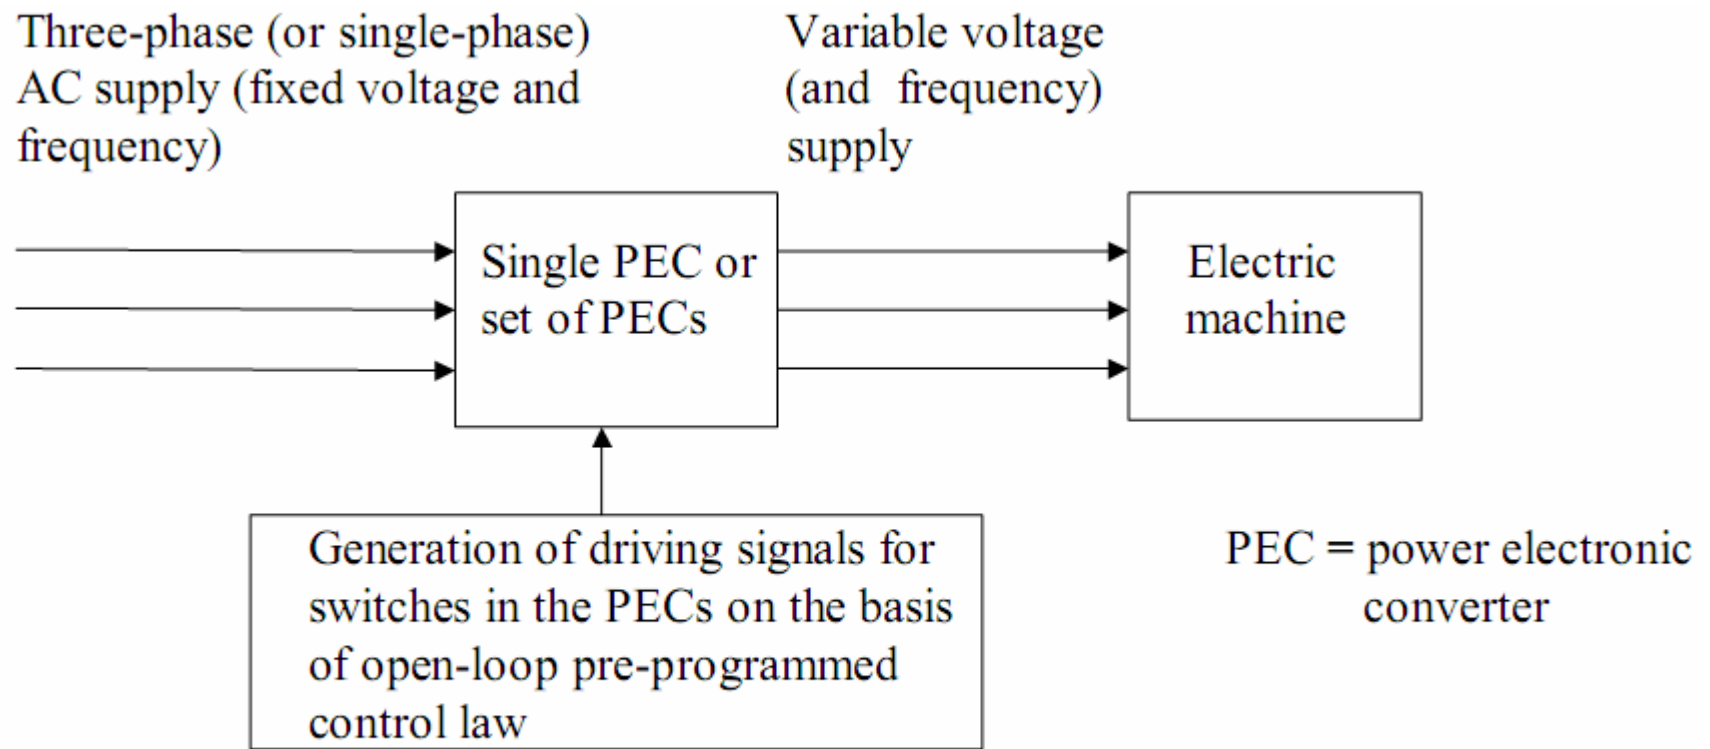 Three-phase (or single-phase)
AC supply (fixed voltage and
frequency)
Variable voltage
(and frequency)
supply
Single PEC or
set of PECs
Electric
machine
Generation of driving signals for
switches in the PECs on the basis
of open-loop pre-programmed
control law
PEC = power electronic
converter